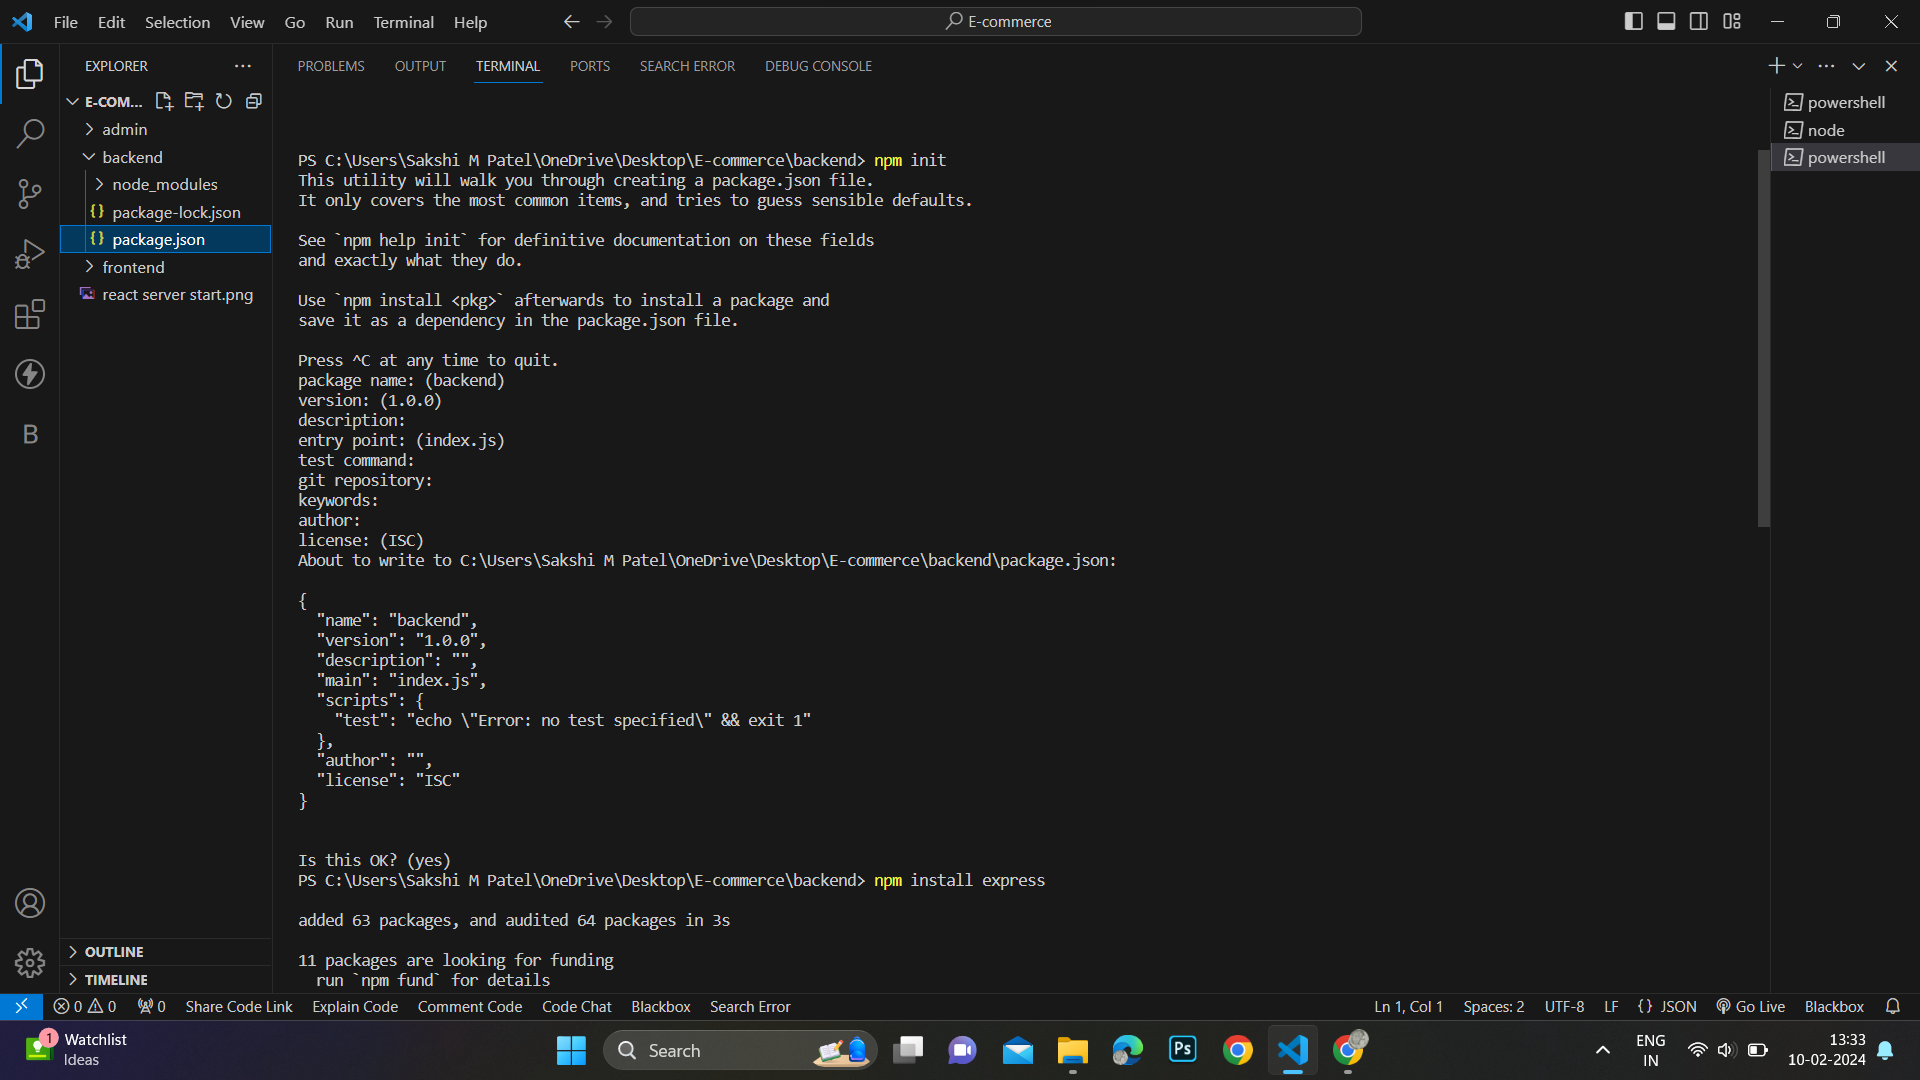 File Edit Selection View Go Run Terminal Help
E-commerce
EXPLORER
E-COM...
admin
backend
node_modules
package-lock.json
package.json
frontend
react server start.png
OUTLINE
TIMELINE
PROBLEMS OUTPUT TERMINAL PORTS SEARCH ERROR DEBUG CONSOLE
PS C:\Users\Sakshi M Patel\OneDrive\Desktop\E-commerce\backend> npm init
This utility will walk you through creating a package.json file.
It only covers the most common items, and tries to guess sensible defaults.
See `npm help init` for definitive documentation on these fields
and exactly what they do.
Use `npm install <pkg>` afterwards to install a package and
save it as a dependency in the package.json file.
Press ^C at any time to quit.
package name: (backend)
version: (1.0.0)
description:
entry point: (index.js)
test command:
git repository:
keywords:
author:
license: (ISC)
About to write to C:\Users\Sakshi M Patel\OneDrive\Desktop\E-commerce\backend\package.json:
{
  "name": "backend",
  "version": "1.0.0",
  "description": "",
  "main": "index.js",
  "scripts": {
    "test": "echo \"Error: no test specified\" && exit 1"
  },
  "author": "",
  "license": "ISC"
}
Is this OK? (yes)
PS C:\Users\Sakshi M Patel\OneDrive\Desktop\E-commerce\backend> npm install express
added 63 packages, and audited 64 packages in 3s
11 packages are looking for funding
  run `npm fund` for details
powershell
node
powershell
B
0 0 0 Share Code Link Explain Code Comment Code Code Chat Blackbox Search Error
Ln 1, Col 1 Spaces: 2 UTF-8 LF {} JSON Go Live Blackbox
1
Watchlist
Ideas
Search
Ps
ENG
IN
13:33
10-02-2024